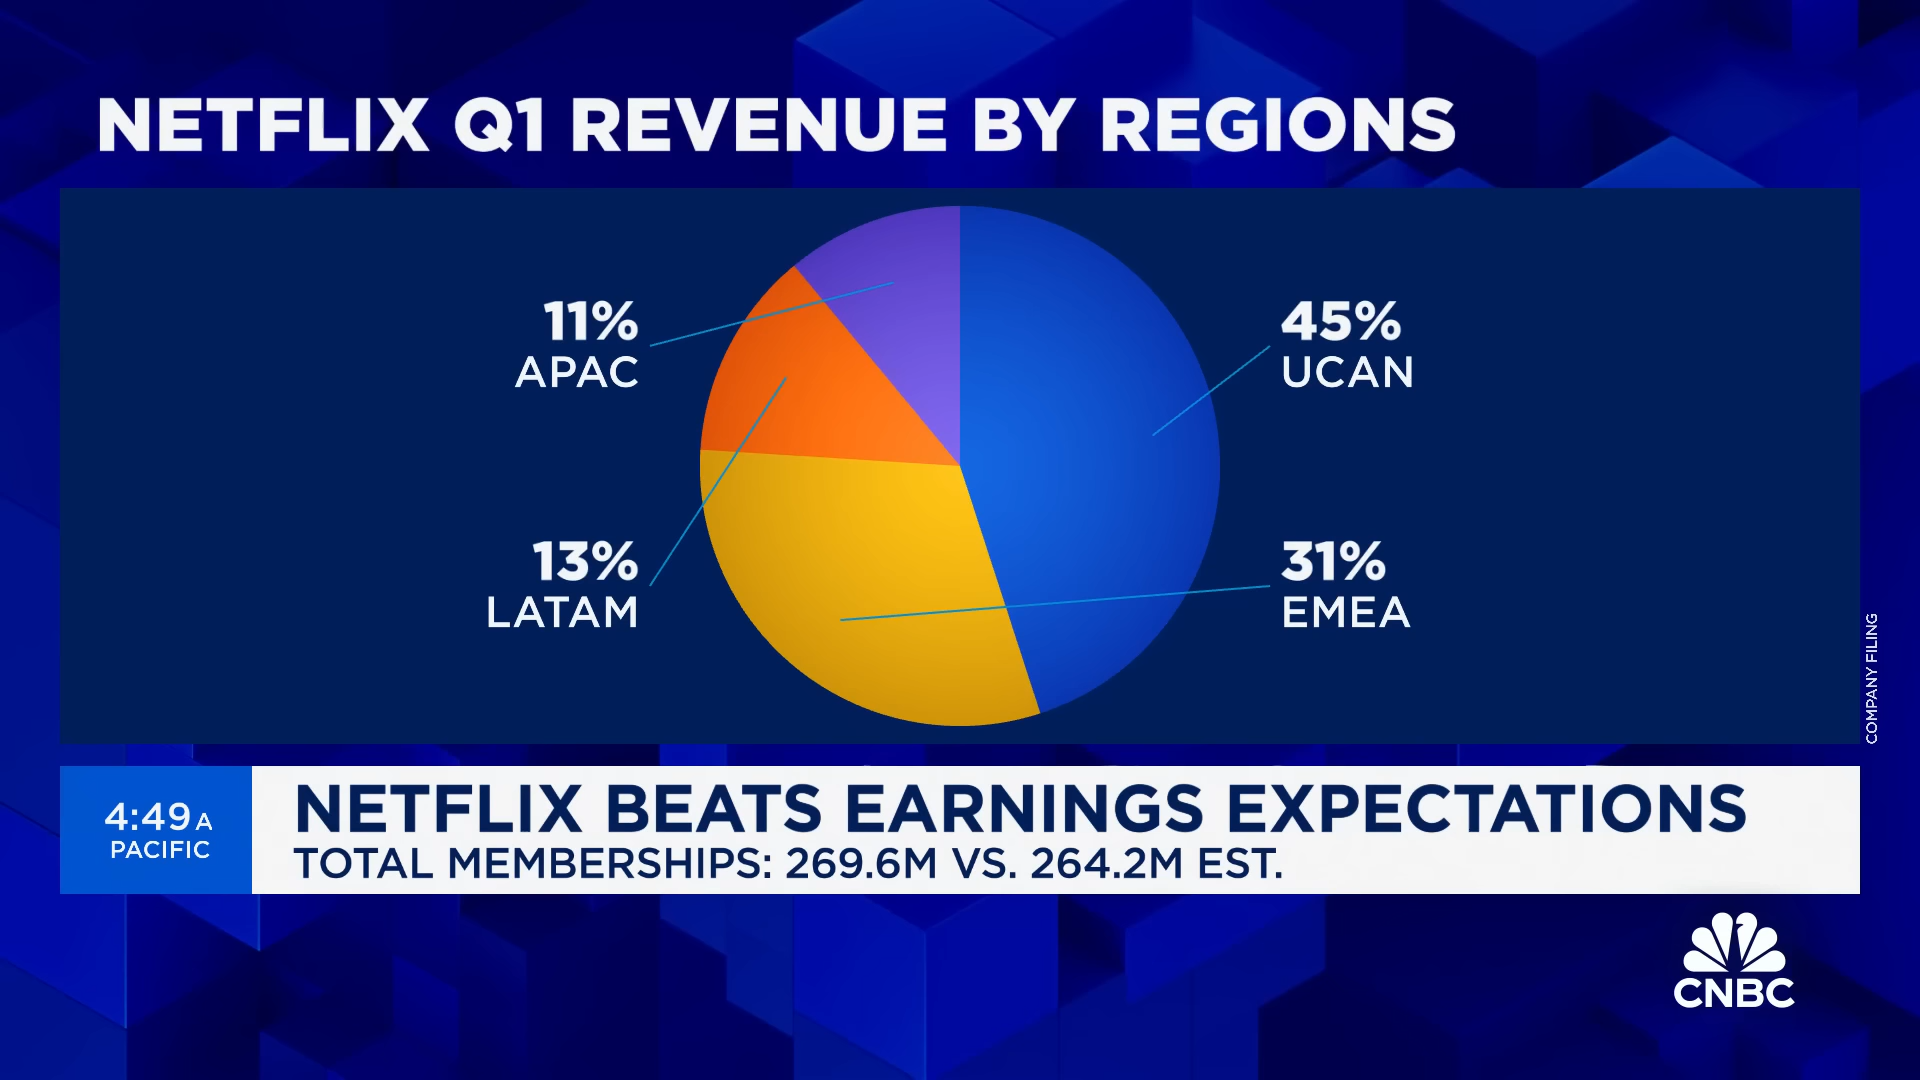 NETFLIX Q1 REVENUE BY REGIONS
11%
APAC
45%
UCAN
13%
LATAM
31%
EMEA
COMPANY FILING
4:49 A
PACIFIC
NETFLIX BEATS EARNINGS EXPECTATIONS
TOTAL MEMBERSHIPS: 269.6M VS. 264.2M EST.
CNBC